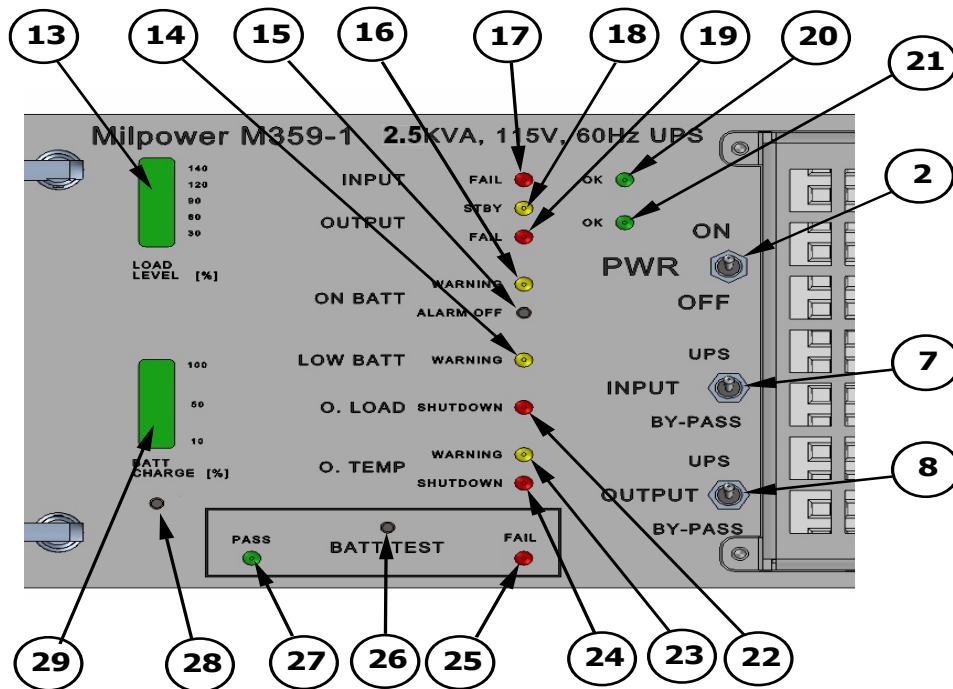 13 14 15 16 17 18 19 20
21
Milpower M359-1 2.5KVA, 115V, 60Hz UPS
140
120
90
60
30
LOAD
LEVEL [%]
INPUT FAIL OK
STBY
OUTPUT OK
FAIL
ON
PWR
OFF
2
WARNING
ON BATT
ALARM OFF
LOW BATT WARNING
UPS
INPUT
BY-PASS
7
100
50
10
BATT
CHARGE [%]
O. LOAD SHUTDOWN
WARNING
O. TEMP
SHUTDOWN
UPS
OUTPUT
BY-PASS
8
PASS BATT TEST FAIL
29 28 27 26 25 24 23 22